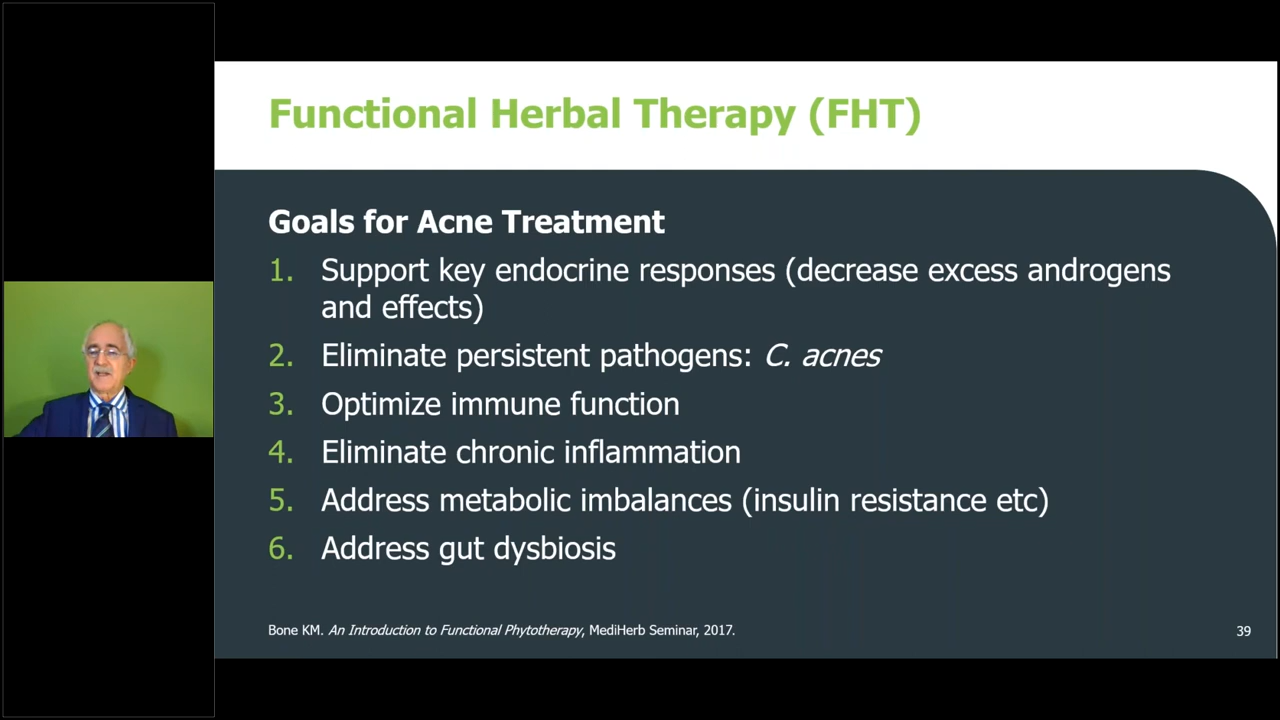 Functional Herbal Therapy (FHT)
Goals for Acne Treatment
1. Support key endocrine responses (decrease excess androgens
and effects)
2. Eliminate persistent pathogens: C. acnes
3. Optimize immune function
4. Eliminate chronic inflammation
5. Address metabolic imbalances (insulin resistance etc)
6. Address gut dysbiosis
Bone KM. An Introduction to Functional Phytotherapy, MediHerb Seminar, 2017.
39